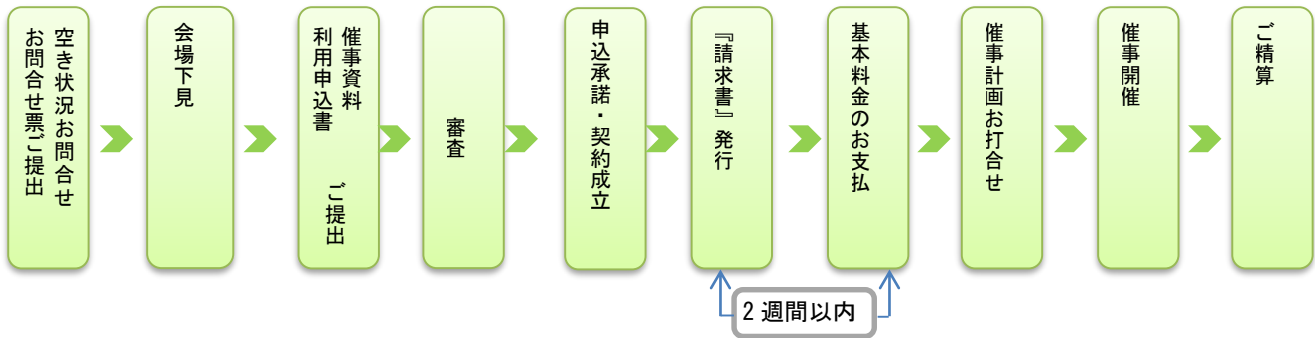 空き状況お問合せ
お問合せ票ご提出
会場下見
催事資料
利用申込書
ご提出
審査
申込承諾・契約成立
『請求書』発行
基本料金のお支払
催事計画お打合せ
催事開催
ご精算
2 週間以内